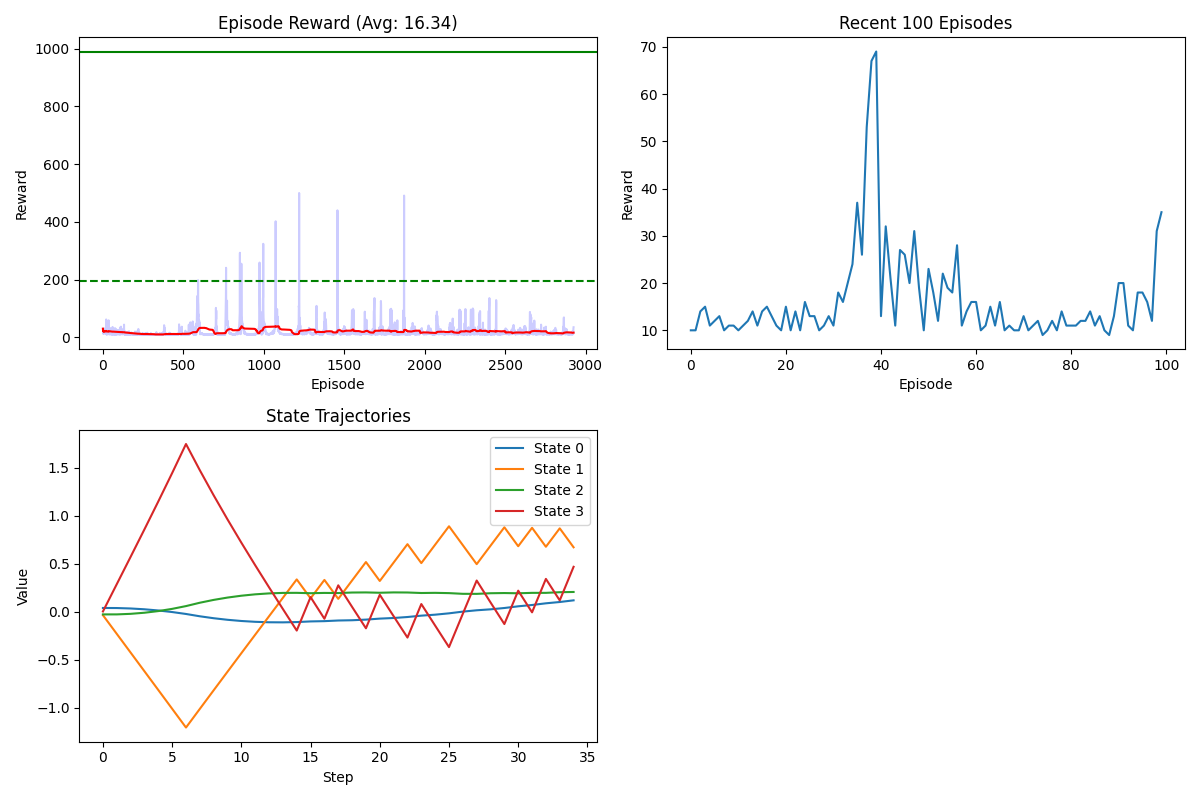 Episode Reward (Avg: 16.34)
Reward
1000
800
600
400
200
0
0 500 1000 1500 2000 2500 3000
Episode
Recent 100 Episodes
Reward
70
60
50
40
30
20
10
0 20 40 60 80 100
Episode
State Trajectories
Value
1.5
1.0
0.5
0.0
−0.5
−1.0
State 0
State 1
State 2
State 3
0 5 10 15 20 25 30 35
Step